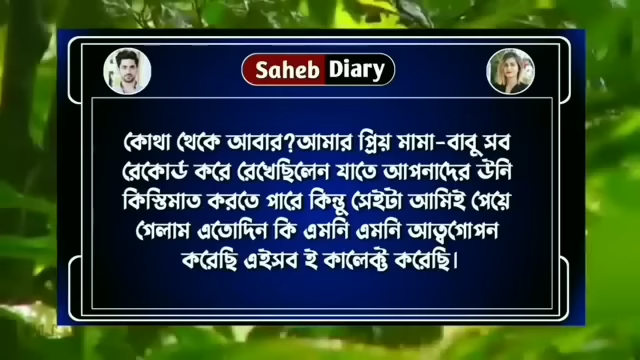 Saheb Diary
কোথা থেকে আবার?আমার প্রিয় মামা-বাবু সব
রেকোর্ড করে রেখেছিলেন যাতে আপনাদের উনি
কিস্তিমাত করতে পারে কিন্তু সেইটা আমিই পেয়ে
গেলাম এতোদিন কি এমনি এমনি আত্বগোপন
করেছি এইসব ই কালেক্ট করেছি।